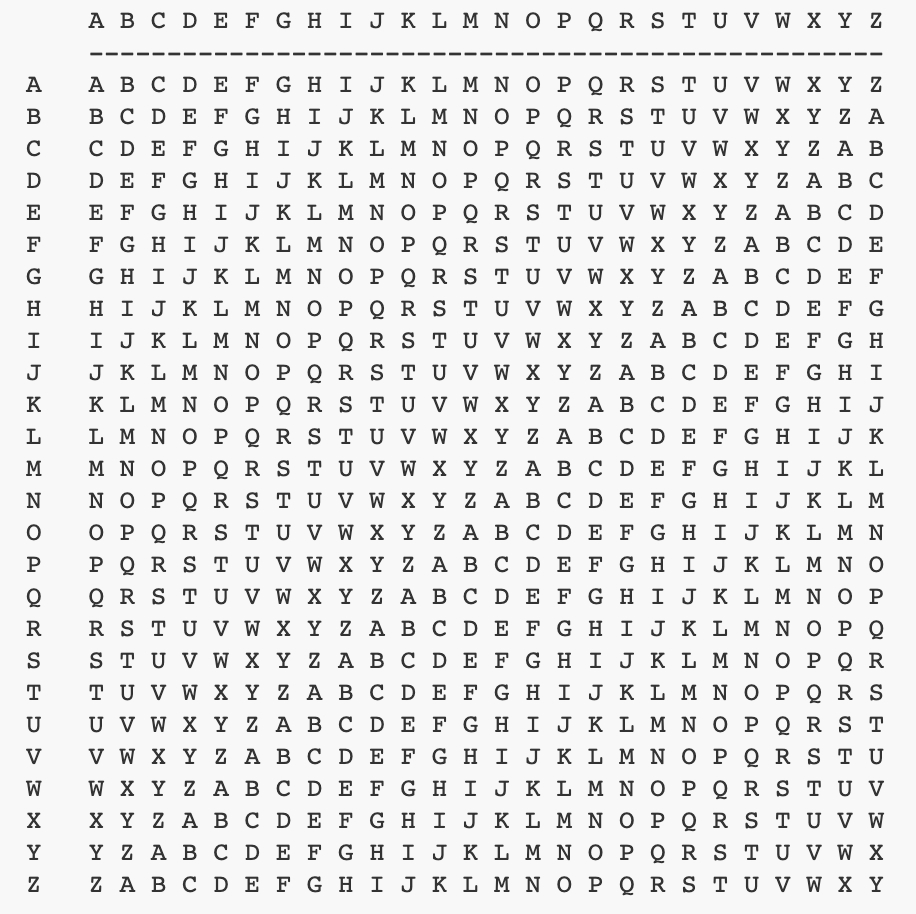 A B C D E F G H I J K L M N O P Q R S T U V W X Y Z
---------------------------------------------------
A A B C D E F G H I J K L M N O P Q R S T U V W X Y Z
B B C D E F G H I J K L M N O P Q R S T U V W X Y Z A
C C D E F G H I J K L M N O P Q R S T U V W X Y Z A B
D D E F G H I J K L M N O P Q R S T U V W X Y Z A B C
E E F G H I J K L M N O P Q R S T U V W X Y Z A B C D
F F G H I J K L M N O P Q R S T U V W X Y Z A B C D E
G G H I J K L M N O P Q R S T U V W X Y Z A B C D E F
H H I J K L M N O P Q R S T U V W X Y Z A B C D E F G
I I J K L M N O P Q R S T U V W X Y Z A B C D E F G H
J J K L M N O P Q R S T U V W X Y Z A B C D E F G H I
K K L M N O P Q R S T U V W X Y Z A B C D E F G H I J
L L M N O P Q R S T U V W X Y Z A B C D E F G H I J K
M M N O P Q R S T U V W X Y Z A B C D E F G H I J K L
N N O P Q R S T U V W X Y Z A B C D E F G H I J K L M
O O P Q R S T U V W X Y Z A B C D E F G H I J K L M N
P P Q R S T U V W X Y Z A B C D E F G H I J K L M N O
Q Q R S T U V W X Y Z A B C D E F G H I J K L M N O P
R R S T U V W X Y Z A B C D E F G H I J K L M N O P Q
S S T U V W X Y Z A B C D E F G H I J K L M N O P Q R
T T U V W X Y Z A B C D E F G H I J K L M N O P Q R S
U U V W X Y Z A B C D E F G H I J K L M N O P Q R S T
V V W X Y Z A B C D E F G H I J K L M N O P Q R S T U
W W X Y Z A B C D E F G H I J K L M N O P Q R S T U V
X X Y Z A B C D E F G H I J K L M N O P Q R S T U V W
Y Y Z A B C D E F G H I J K L M N O P Q R S T U V W X
Z Z A B C D E F G H I J K L M N O P Q R S T U V W X Y